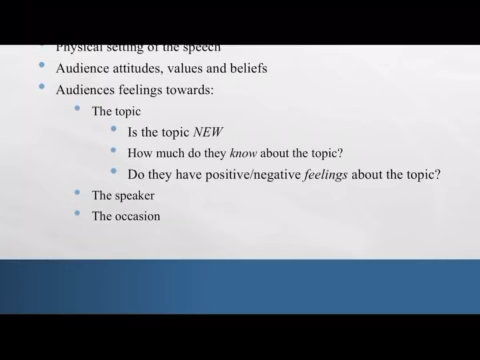 Physical setting of the speech
Audience attitudes, values and beliefs
Audiences feelings towards:
The topic
Is the topic NEW
How much do they know about the topic?
Do they have positive/negative feelings about the topic?
The speaker
The occasion